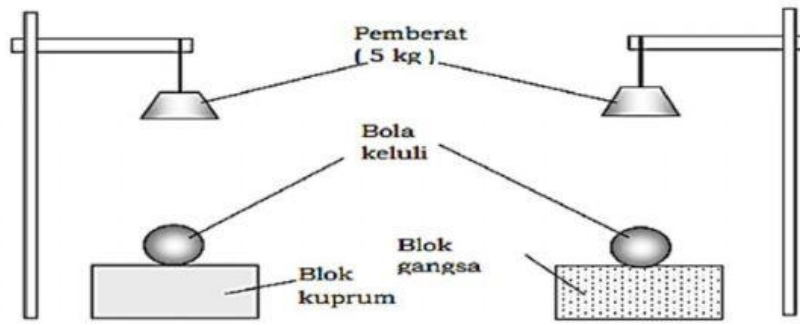 Pemberat
( 5 kg )
Bola
keluli
Blok
kuprum
Blok
gangsa